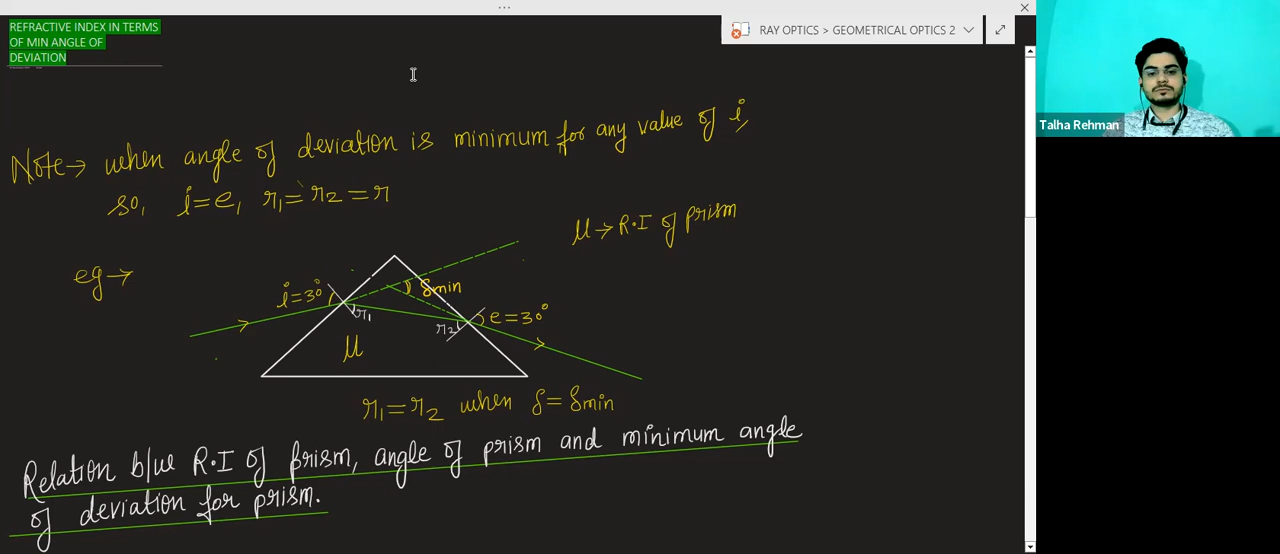 REFRACTIVE INDEX IN TERMS
OF MIN ANGLE OF
DEVIATION
RAY OPTICS > GEOMETRICAL OPTICS 2
Talha Rehman
Note→ when angle of deviation is minimum for any value of i,
so, i=e, r1=r2=r
μ→R.I of prism
eg→
i=30°
δmin
r1
r2
e=30°
μ
r1=r2 when δ=δmin
Relation b/w R.I of prism, angle of prism and minimum angle
of deviation for prism.